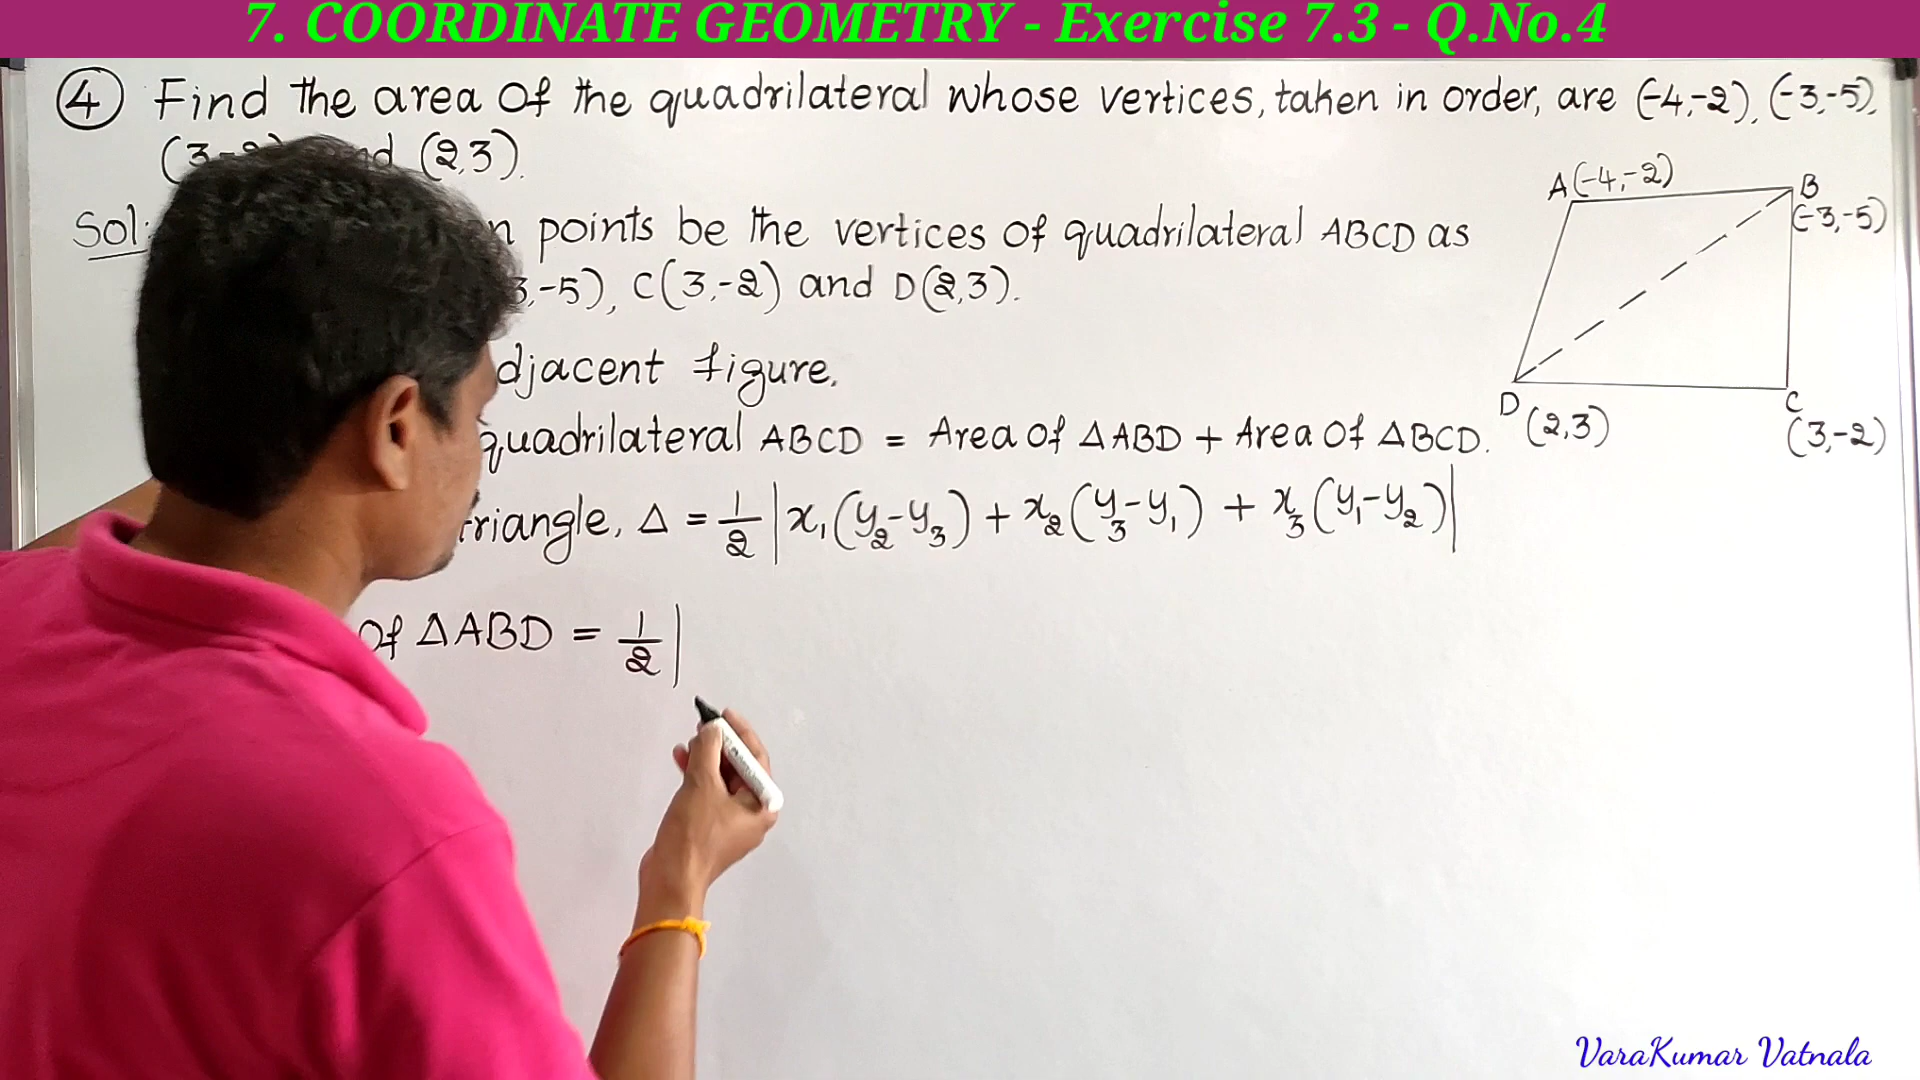 7. COORDINATE GEOMETRY - Exercise 7.3 - Q.No.4
4 Find the area of the quadrilateral whose vertices, taken in order, are (-4,-2), (-3,-5),
(3,-2) and (2,3).
Sol: points be the vertices of quadrilateral ABCD as
-5), C(3,-2) and D(2,3).
figure.
quadrilateral ABCD = Area of ΔABD + Area of ΔBCD.
triangle, Δ = 1/2 |x₁(y₂-y₃) + x₂(y₃-y₁) + x₃(y₁-y₂)|
Of ΔABD = 1/2 |
A(-4,-2)
B
(-3,-5)
D (2,3)
C
(3,-2)
VaraKumar Vatnala